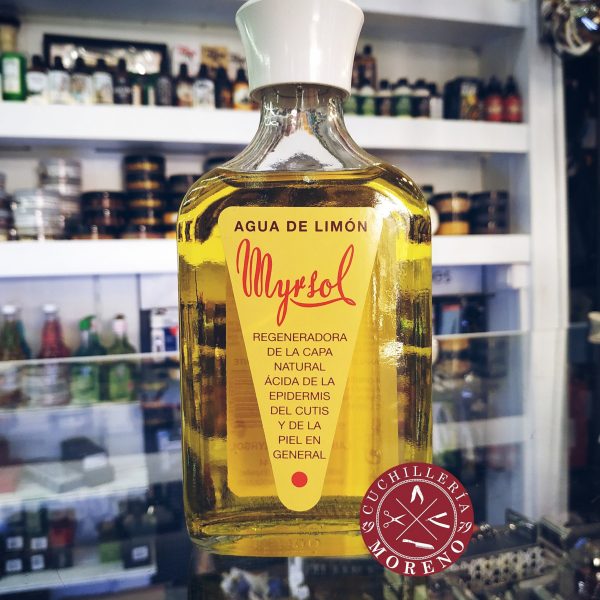 AGUA DE LIMÓN
Myrsol
REGENERADORA
DE LA CAPA
NATURAL
ÁCIDA DE LA
EPIDERMIS
DEL CUTIS
Y DE LA
PIEL EN
GENERAL
CUCHILLERÍA
MORENO